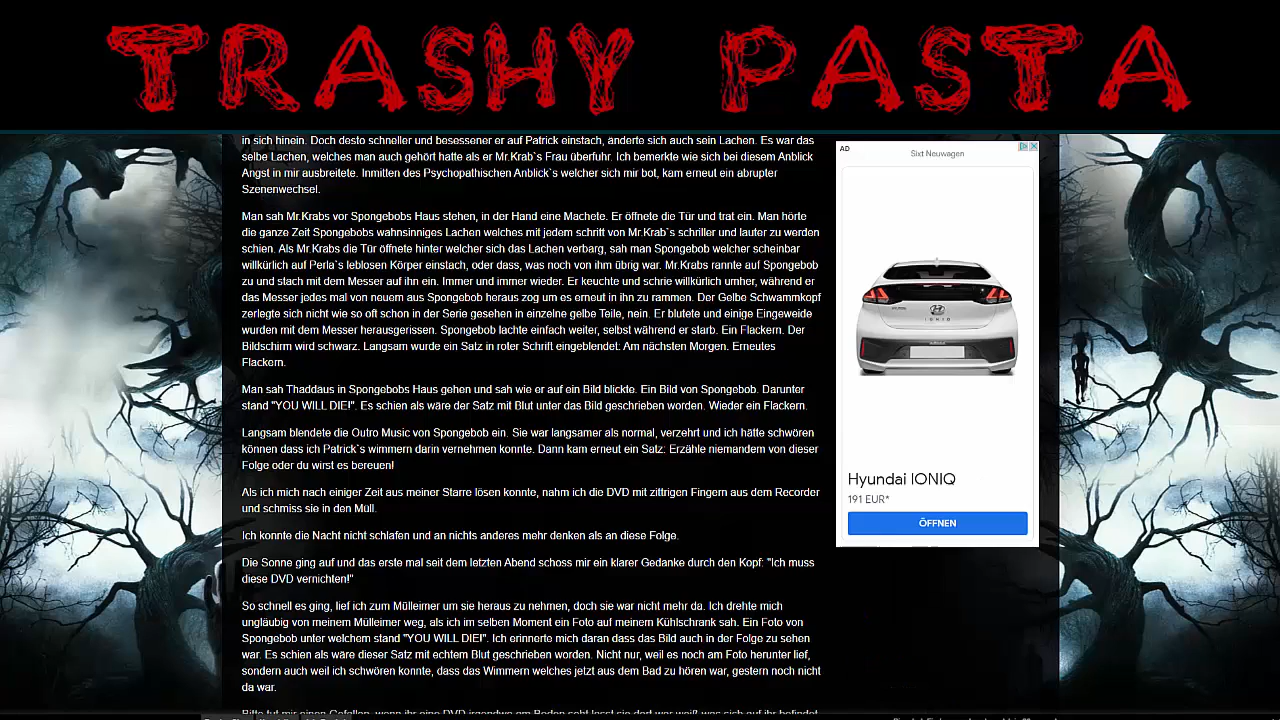 TRASHY PASTA
in sich hinein. Doch desto schneller und besessener er auf Patrick einstach, änderte sich auch sein Lachen. Es war das
selbe Lachen, welches man auch gehört hatte als er Mr.Krab`s Frau überfuhr. Ich bemerkte wie sich bei diesem Anblick
Angst in mir ausbreitete. Inmitten des Psychopathischen Anblick`s welcher sich mir bot, kam erneut ein abrupter
Szenenwechsel.
Man sah Mr.Krabs vor Spongebobs Haus stehen, in der Hand eine Machete. Er öffnete die Tür und trat ein. Man hörte
die ganze Zeit Spongebobs wahnsinniges Lachen welches mit jedem schritt von Mr.Krab`s schriller und lauter zu werden
schien. Als Mr.Krabs die Tür öffnete hinter welcher sich das Lachen verbarg, sah man Spongebob welcher scheinbar
willkürlich auf Perla`s leblosen Körper einstach, oder dass, was noch von ihm übrig war. Mr.Krabs rannte auf Spongebob
zu und stach mit dem Messer auf ihn ein. Immer und immer wieder. Er keuchte und schrie willkürlich umher, während er
das Messer jedes mal von neuem aus Spongebob heraus zog um es erneut in ihn zu rammen. Der Gelbe Schwammkopf
zerlegte sich nicht wie so oft schon in der Serie gesehen in einzelne gelbe Teile, nein. Er blutete und einige Eingeweide
wurden mit dem Messer herausgerissen. Spongebob lachte einfach weiter, selbst während er starb. Ein Flackern. Der
Bildschirm wird schwarz. Langsam wurde ein Satz in roter Schrift eingeblendet: Am nächsten Morgen. Erneutes
Flackern.
Man sah Thaddäus in Spongebobs Haus gehen und sah wie er auf ein Bild blickte. Ein Bild von Spongebob. Darunter
stand "YOU WILL DIE!". Es schien als wäre der Satz mit Blut unter das Bild geschrieben worden. Wieder ein Flackern.
Langsam blendete die Outro Music von Spongebob ein. Sie war langsamer als normal, verzehrt und ich hätte schwören
können dass ich Patrick`s wimmern darin vernehmen konnte. Dann kam erneut ein Satz: Erzähle niemandem von dieser
Folge oder du wirst es bereuen!
Als ich mich nach einiger Zeit aus meiner Starre lösen konnte, nahm ich die DVD mit zittrigen Fingern aus dem Recorder
und schmiss sie in den Müll.
Ich konnte die Nacht nicht schlafen und an nichts anderes mehr denken als an diese Folge.
Die Sonne ging auf und das erste mal seit dem letzten Abend schoss mir ein klarer Gedanke durch den Kopf: "Ich muss
diese DVD vernichten!"
So schnell es ging, lief ich zum Mülleimer um sie heraus zu nehmen, doch sie war nicht mehr da. Ich drehte mich
ungläubig von meinem Mülleimer weg, als ich im selben Moment ein Foto auf meinem Kühlschrank sah. Ein Foto von
Spongebob unter welchem stand "YOU WILL DIE!". Ich erinnerte mich daran dass das Bild auch in der Folge zu sehen
war. Es schien als wäre dieser Satz mit echtem Blut geschrieben worden. Nicht nur, weil es noch am Foto herunter lief,
sondern auch weil ich schwören konnte, dass das Wimmern welches jetzt aus dem Bad zu hören war, gestern noch nicht
da war.
AD
Sixt Neuwagen
IONIQ
Hyundai IONIQ
191 EUR*
ÖFFNEN